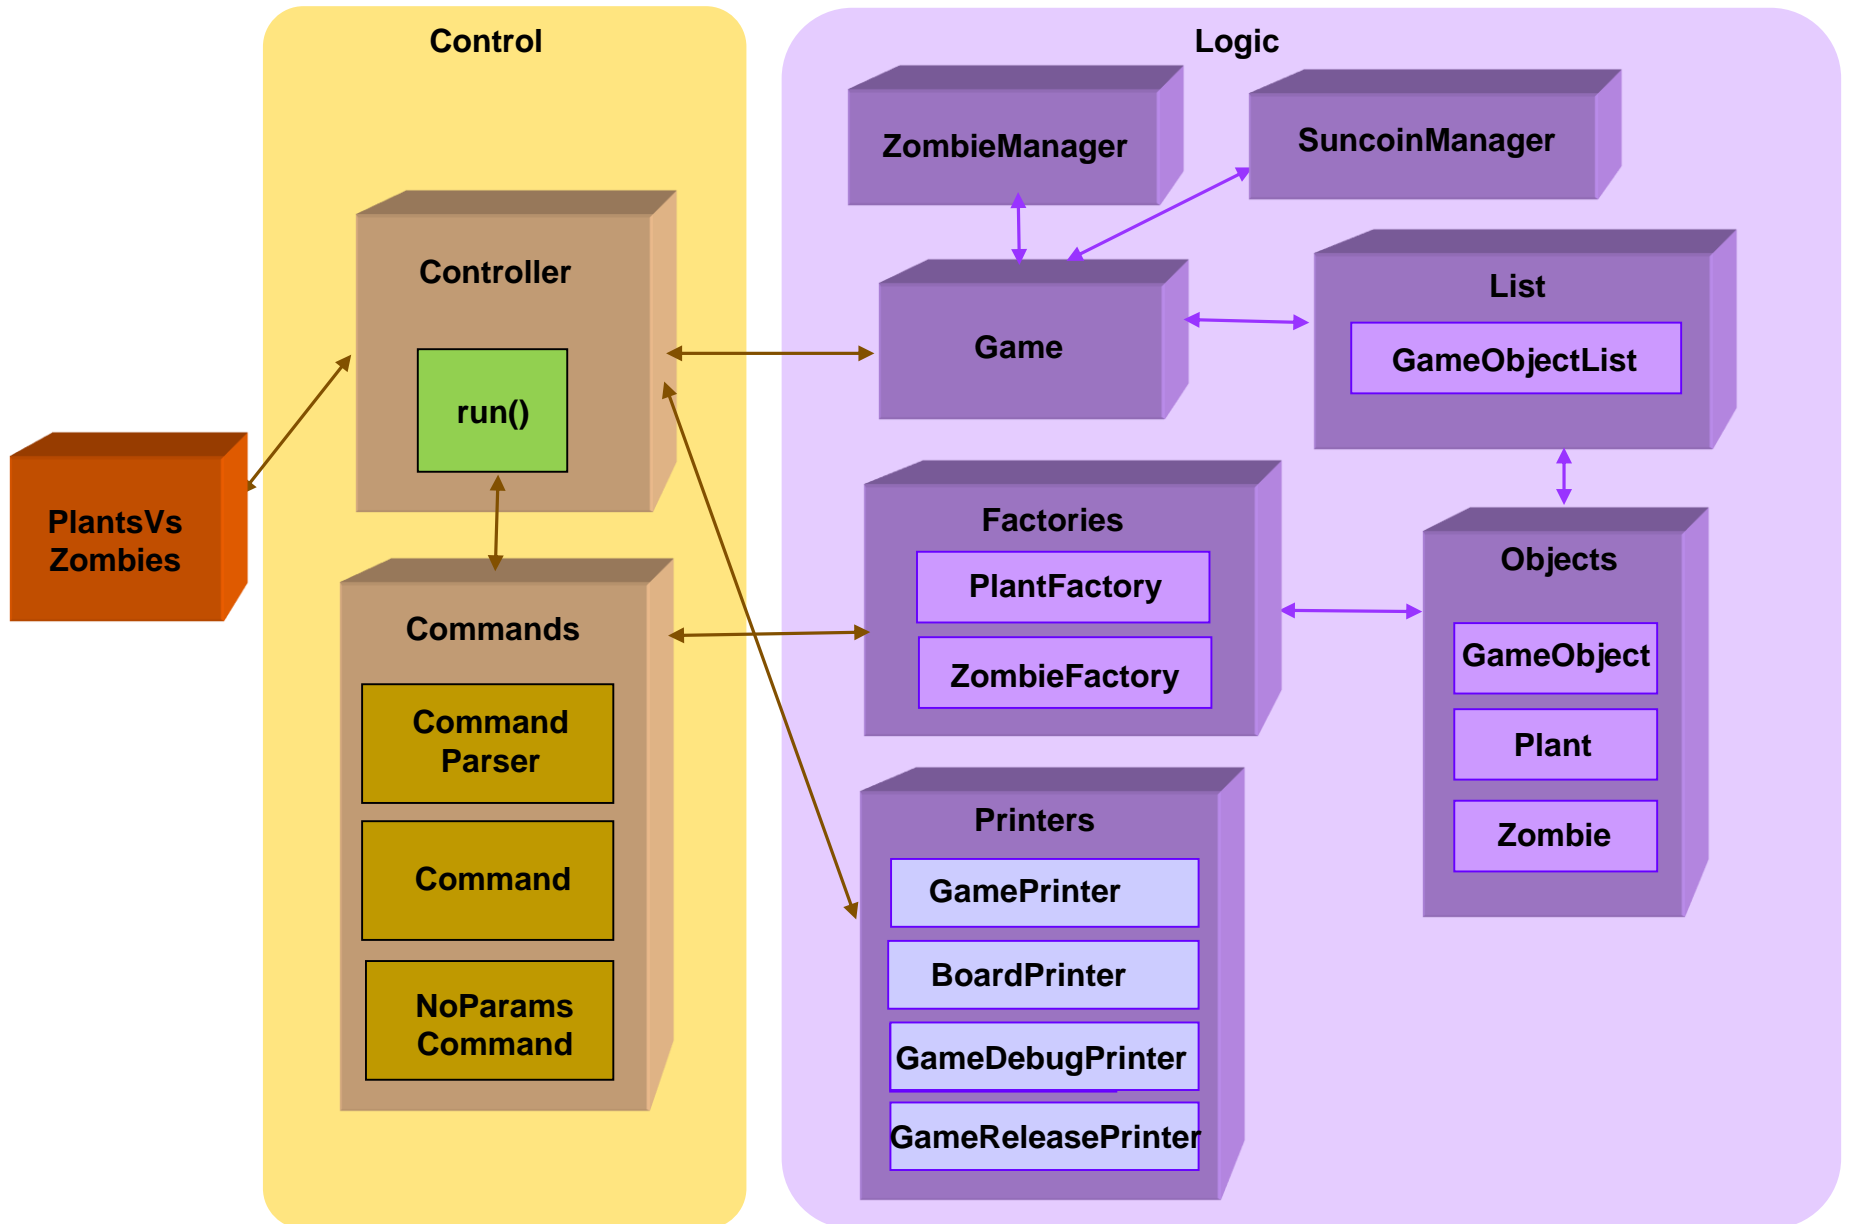 Control
Logic
ZombieManager
SuncoinManager
Controller
run()
Game
List
GameObjectList
PlantsVs
Zombies
Commands
Command
Parser
Command
NoParams
Command
Factories
PlantFactory
ZombieFactory
Objects
GameObject
Plant
Zombie
Printers
GamePrinter
BoardPrinter
GameDebugPrinter
GameReleasePrinter